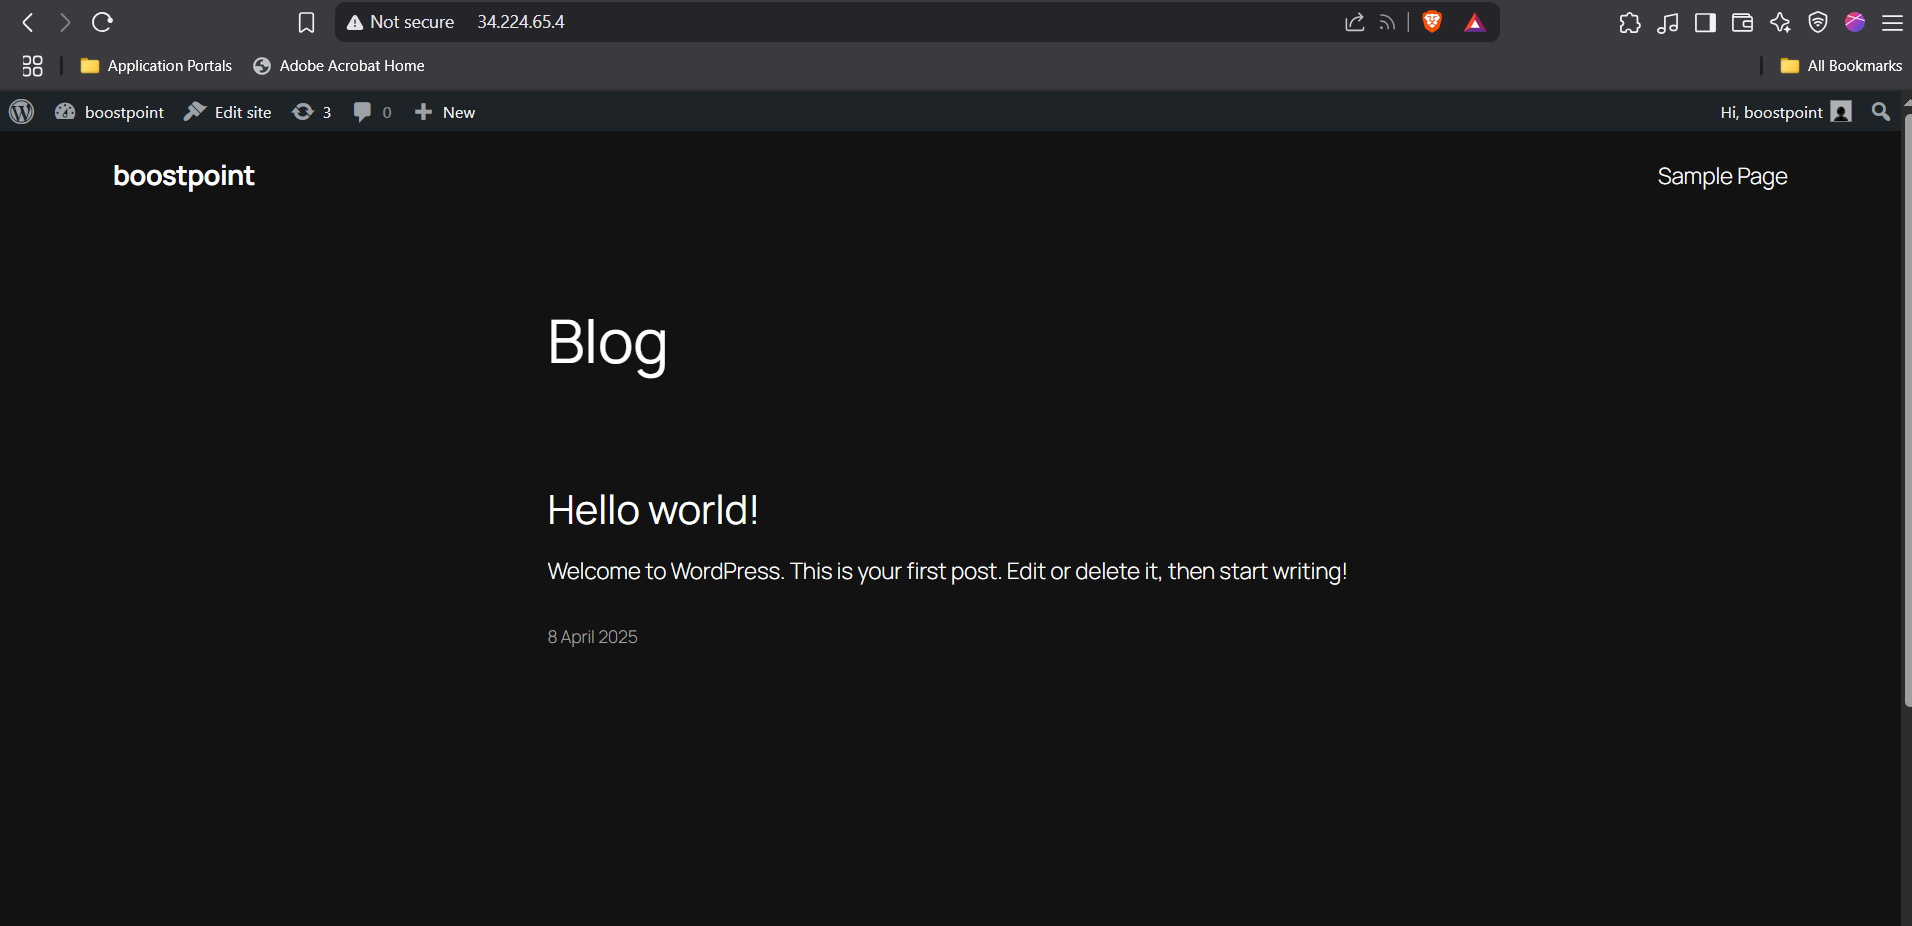 Not secure 34.224.65.4
Application Portals Adobe Acrobat Home All Bookmarks
boostpoint Edit site 3 0 New Hi, boostpoint
boostpoint Sample Page
Blog
Hello world!
Welcome to WordPress. This is your first post. Edit or delete it, then start writing!
8 April 2025